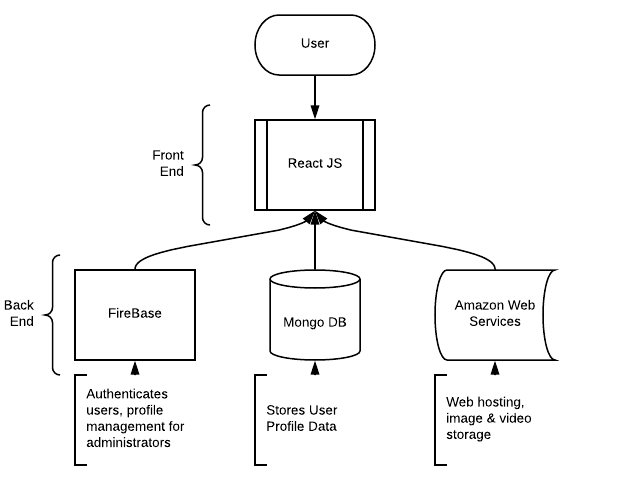 User
Front
End
React JS
Back
End
FireBase
Mongo DB
Amazon Web
Services
Authenticates
users, profile
management for
administrators
Stores User
Profile Data
Web hosting,
image & video
storage